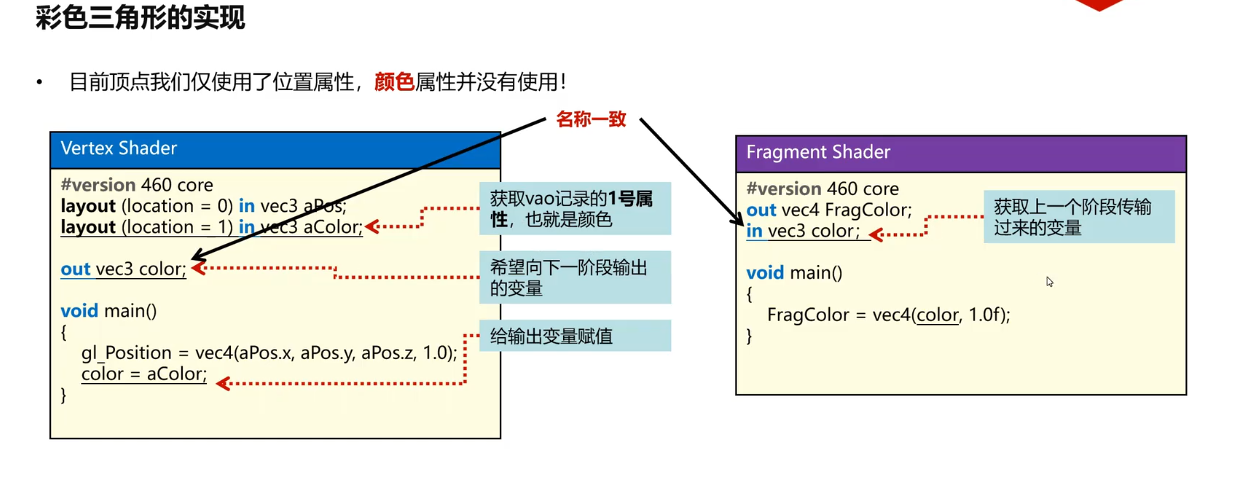 彩色三角形的实现
• 目前顶点我们仅使用了位置属性，颜色属性并没有使用！
名称一致
Vertex Shader
#version 460 core
layout (location = 0) in vec3 aPos;
layout (location = 1) in vec3 aColor;
out vec3 color;
void main()
{
gl_Position = vec4(aPos.x, aPos.y, aPos.z, 1.0);
color = aColor;
}
获取vao记录的1号属
性，也就是颜色
希望向下一阶段输出
的变量
给输出变量赋值
Fragment Shader
#version 460 core
out vec4 FragColor;
in vec3 color;
void main()
{
FragColor = vec4(color, 1.0f);
}
获取上一个阶段传输
过来的变量